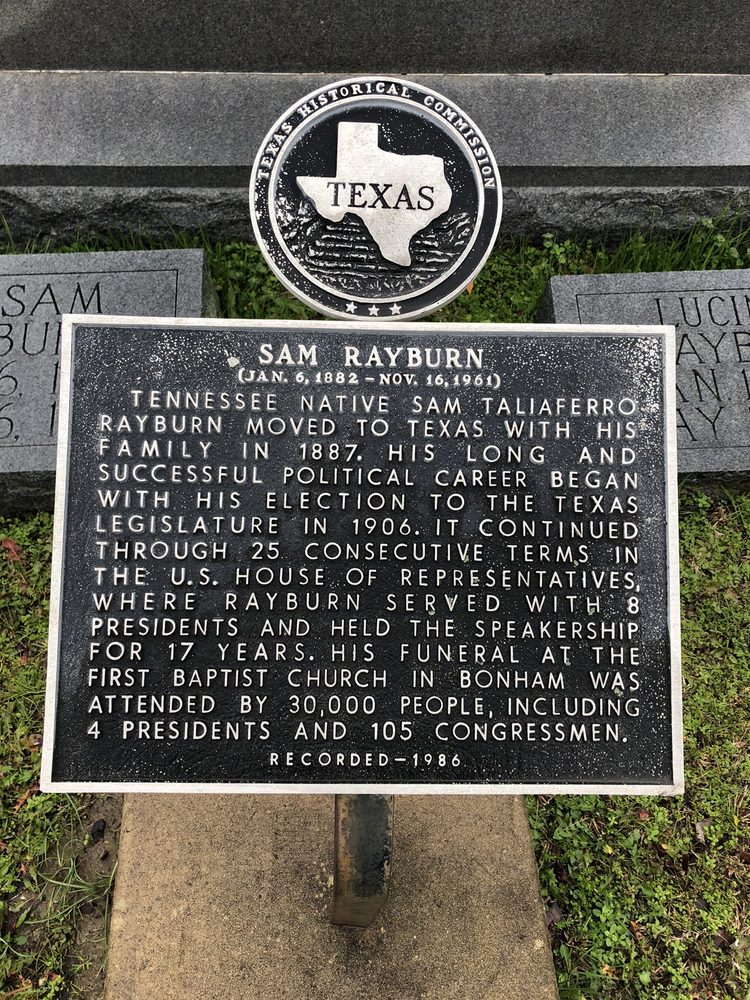 TEXAS HISTORICAL COMMISSION
TEXAS
SAM
LUCI
SAM RAYBURN
(JAN. 6, 1882 – NOV. 16, 1961)
TENNESSEE NATIVE SAM TALIAFERRO
RAYBURN MOVED TO TEXAS WITH HIS
FAMILY IN 1887. HIS LONG AND
SUCCESSFUL POLITICAL CAREER BEGAN
WITH HIS ELECTION TO THE TEXAS
LEGISLATURE IN 1906. IT CONTINUED
THROUGH 25 CONSECUTIVE TERMS IN
THE U.S. HOUSE OF REPRESENTATIVES,
WHERE RAYBURN SERVED WITH 8
PRESIDENTS AND HELD THE SPEAKERSHIP
FOR 17 YEARS. HIS FUNERAL AT THE
FIRST BAPTIST CHURCH IN BONHAM WAS
ATTENDED BY 30,000 PEOPLE, INCLUDING
4 PRESIDENTS AND 105 CONGRESSMEN.
RECORDED – 1986